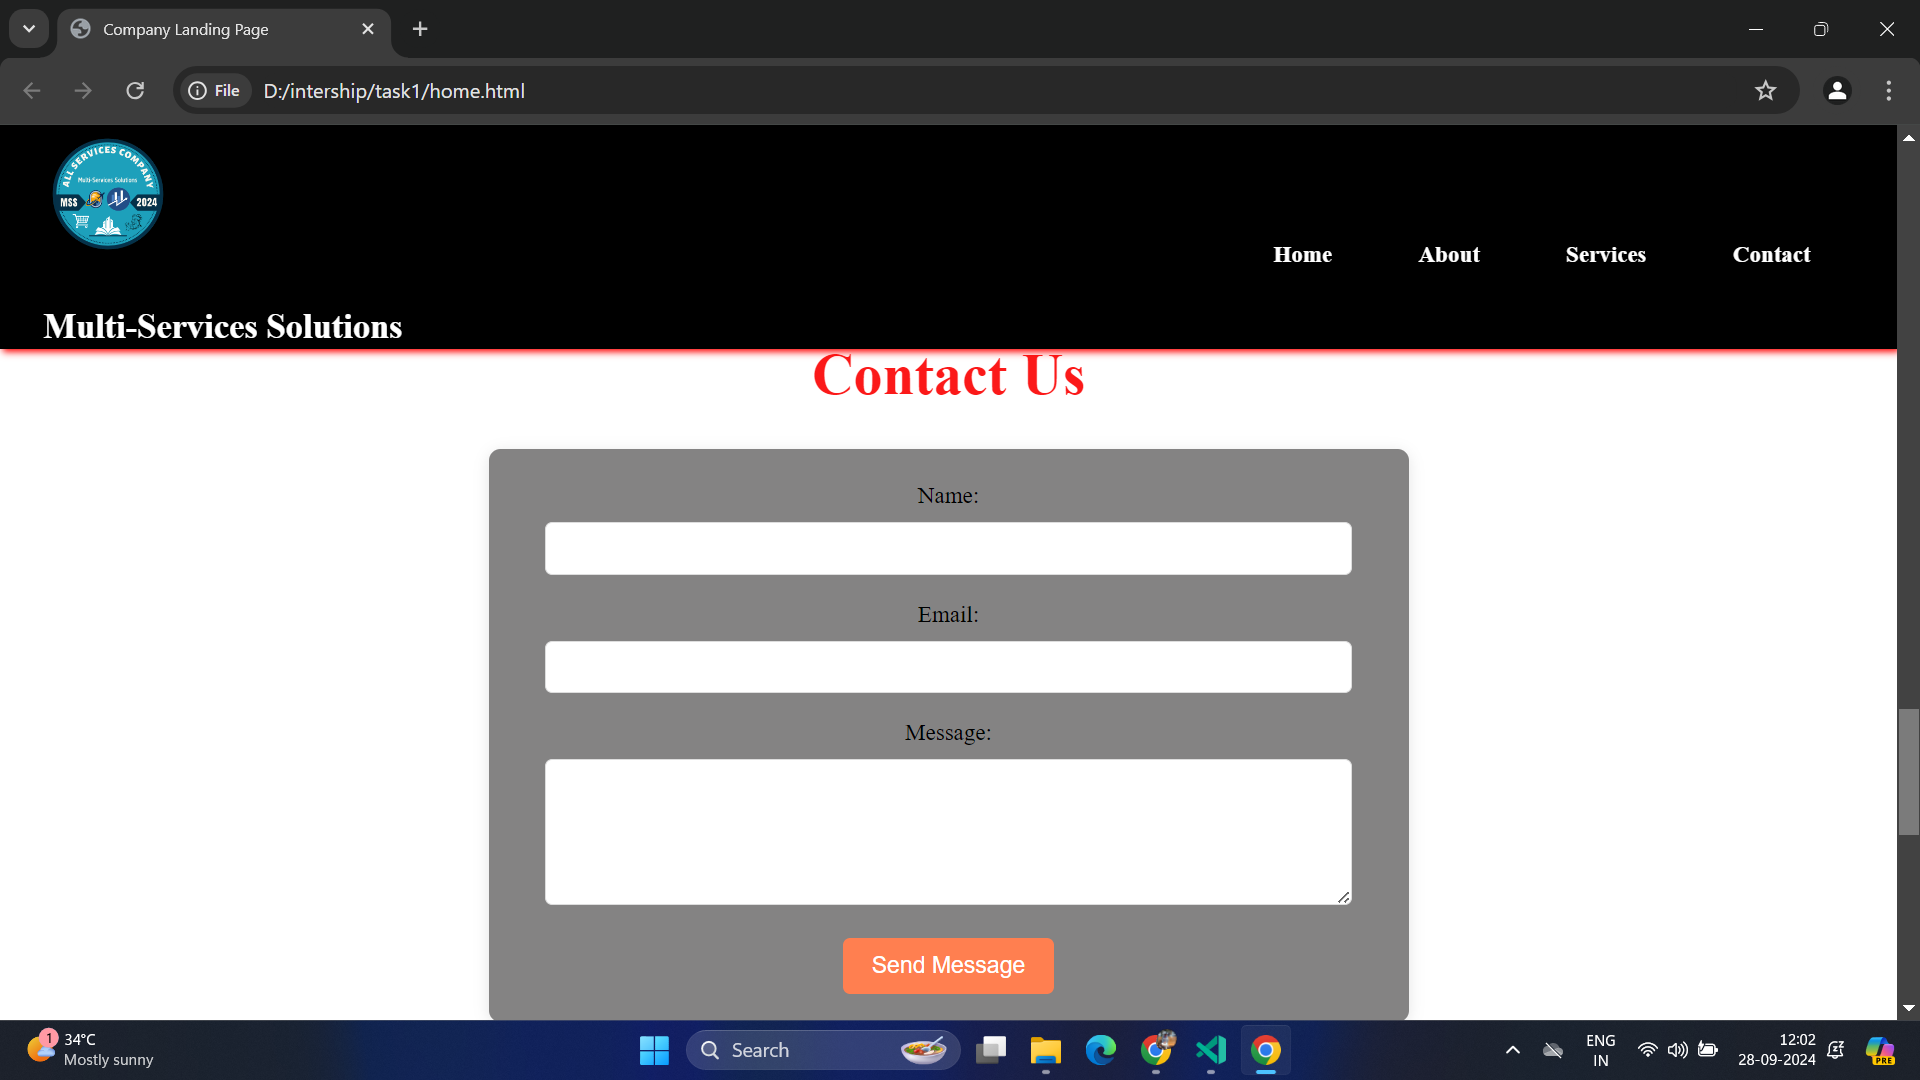 Company Landing Page
File
D:/intership/task1/home.html
ALL SERVICES COMPANY
Multi-Services Solutions
MSS
2024
Home
About
Services
Contact
Multi-Services Solutions
Contact Us
Name:
Email:
Message:
Send Message
1
34°C
Mostly sunny
Search
ENG
IN
12:02
28-09-2024
PRE